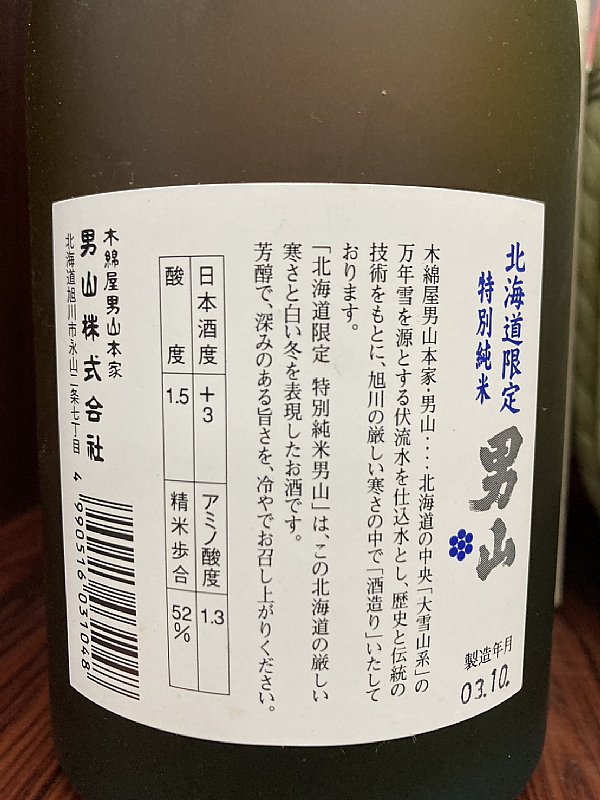 北海道限定
特別純米
男山
製造年月
03.10.
木綿屋男山本家・男山・・・北海道の中央「大雪山系」の
万年雪を源とする伏流水を仕込水とし、歴史と伝統の
技術をもとに、旭川の厳しい寒さの中で「酒造り」いたして
おります。
「北海道限定 特別純米男山」は、この北海道の厳しい
寒さと白い冬を表現したお酒です。
芳醇で、深みのある旨さを、冷やでお召し上がりください。
日本酒度 +3 アミノ酸度 1.3
酸度 1.5 精米歩合 52%
木綿屋男山本家
男山株式会社
北海道旭川市永山二条七丁目
4 990516 031048